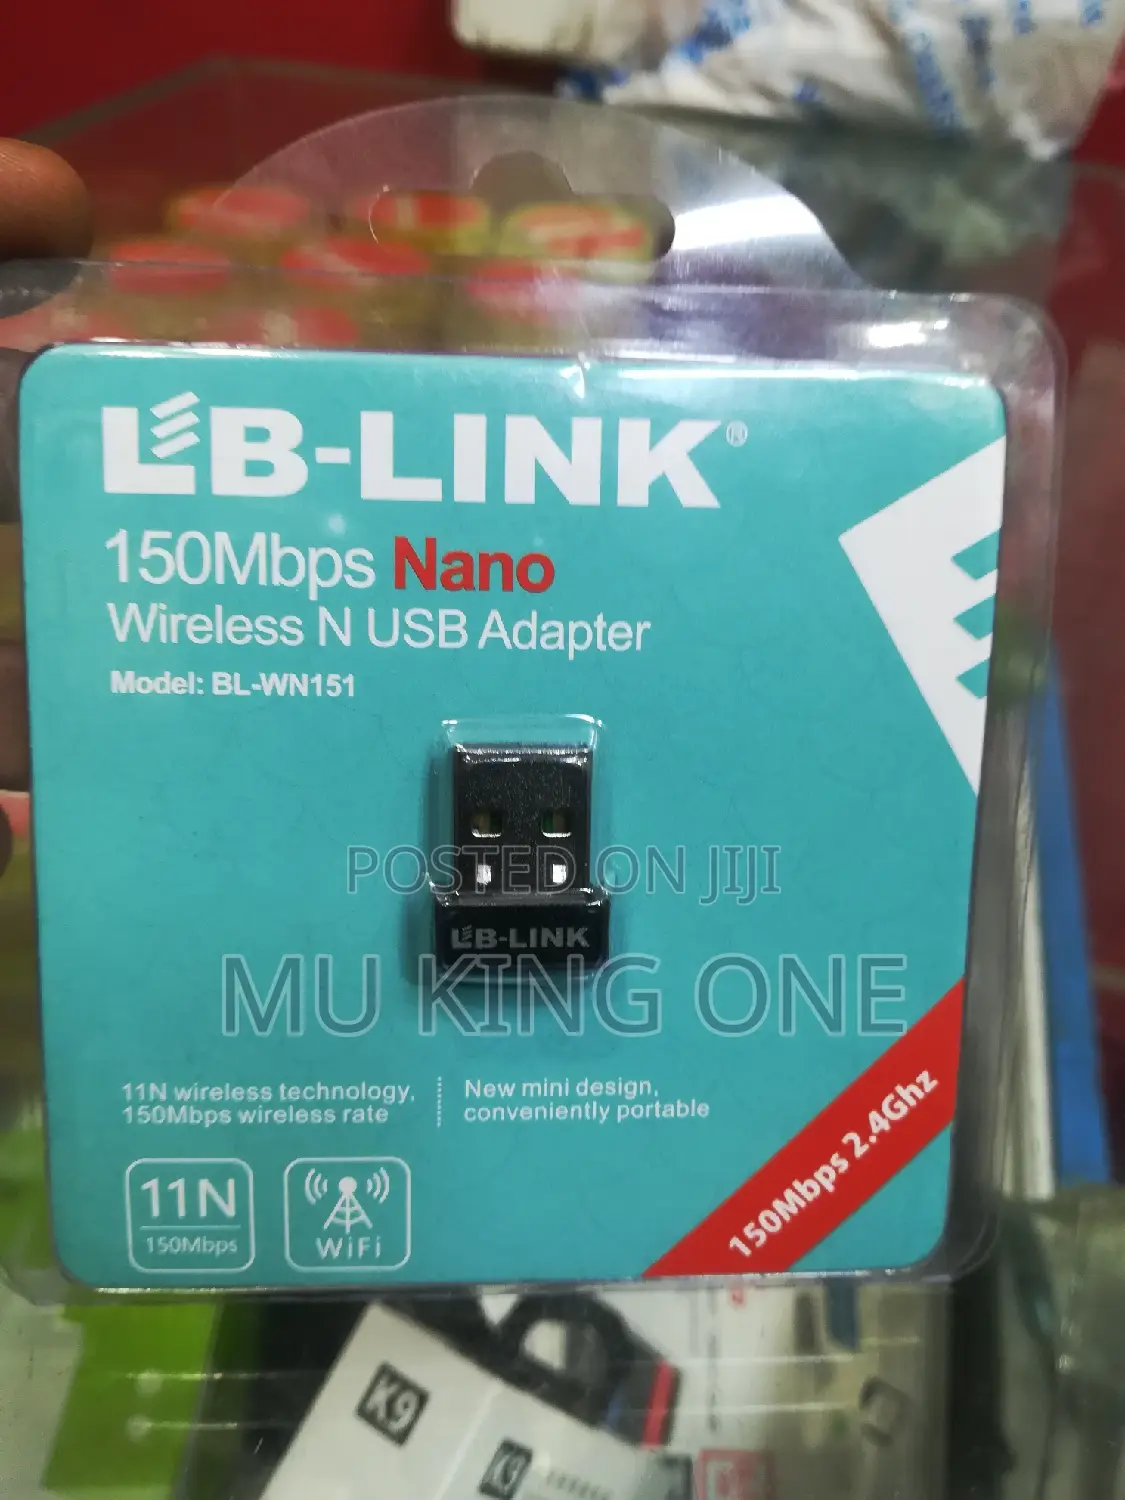 LB-LINK®
150Mbps Nano
Wireless N USB Adapter
Model: BL-WN151
POSTED ON JIJI
LB-LINK
MU KING ONE
11N wireless technology,
150Mbps wireless rate
New mini design,
conveniently portable
150Mbps 2.4Ghz
11N
150Mbps
WiFi
K9
K9